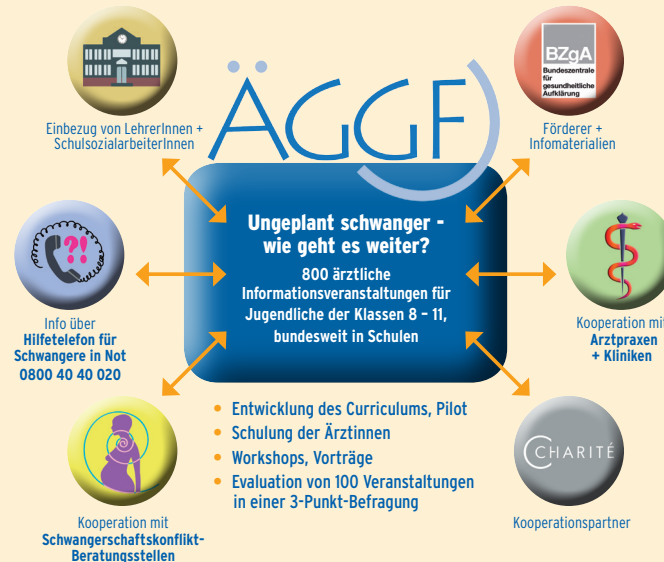 ÄGGF
BZgA
Bundeszentrale
für
gesundheitliche
Aufklärung
Einbezug von LehrerInnen +
SchulsozialarbeiterInnen
Förderer +
Infomaterialien
Ungeplant schwanger -
wie geht es weiter?
800 ärztliche
Informationsveranstaltungen für
Jugendliche der Klassen 8 – 11,
bundesweit in Schulen
?!
Info über
Hilfetelefon für
Schwangere in Not
0800 40 40 020
Kooperation mit
Arztpraxen
+ Kliniken
• Entwicklung des Curriculums, Pilot
• Schulung der Ärztinnen
• Workshops, Vorträge
• Evaluation von 100 Veranstaltungen
in einer 3-Punkt-Befragung
CHARITÉ
Kooperation mit
Schwangerschaftskonflikt-
Beratungsstellen
Kooperationspartner